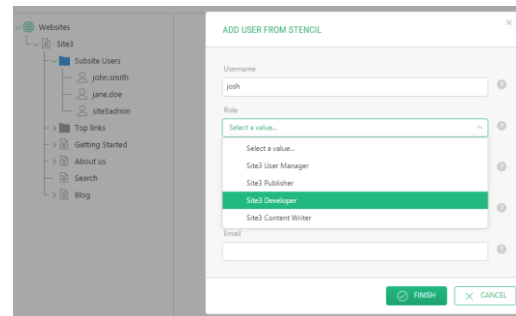 Websites
Site3
Subsite Users
john.smith
jane.doe
site3admin
Top links
Getting Started
About us
Search
Blog
ADD USER FROM STENCIL
Username
josh
Role
Select a value...
Select a value...
Site3 User Manager
Site3 Publisher
Site3 Developer
Site3 Content Writer
Email
FINISH
CANCEL